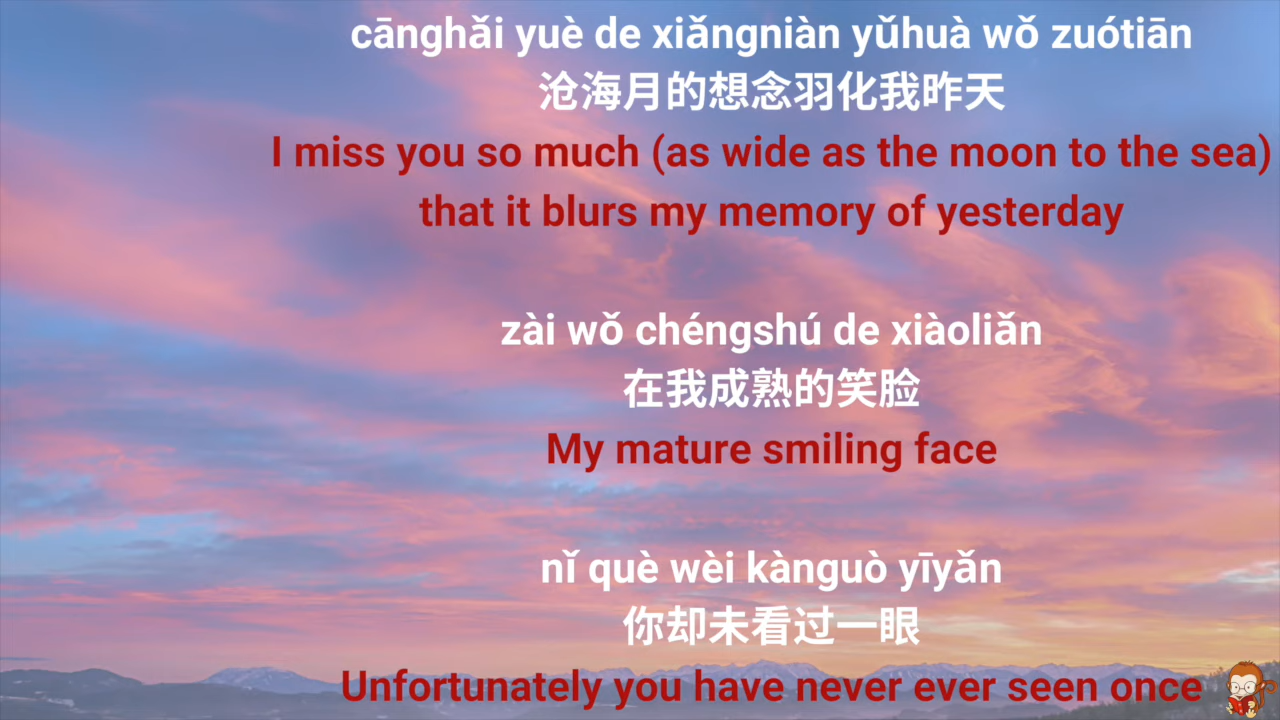 cānghǎi yuè de xiǎngniàn yǔhuà wǒ zuótiān
沧海月的想念羽化我昨天
I miss you so much (as wide as the moon to the sea)
that it blurs my memory of yesterday
zài wǒ chéngshú de xiàoliǎn
在我成熟的笑脸
My mature smiling face
nǐ què wèi kànguò yīyǎn
你却未看过一眼
Unfortunately you have never ever seen once